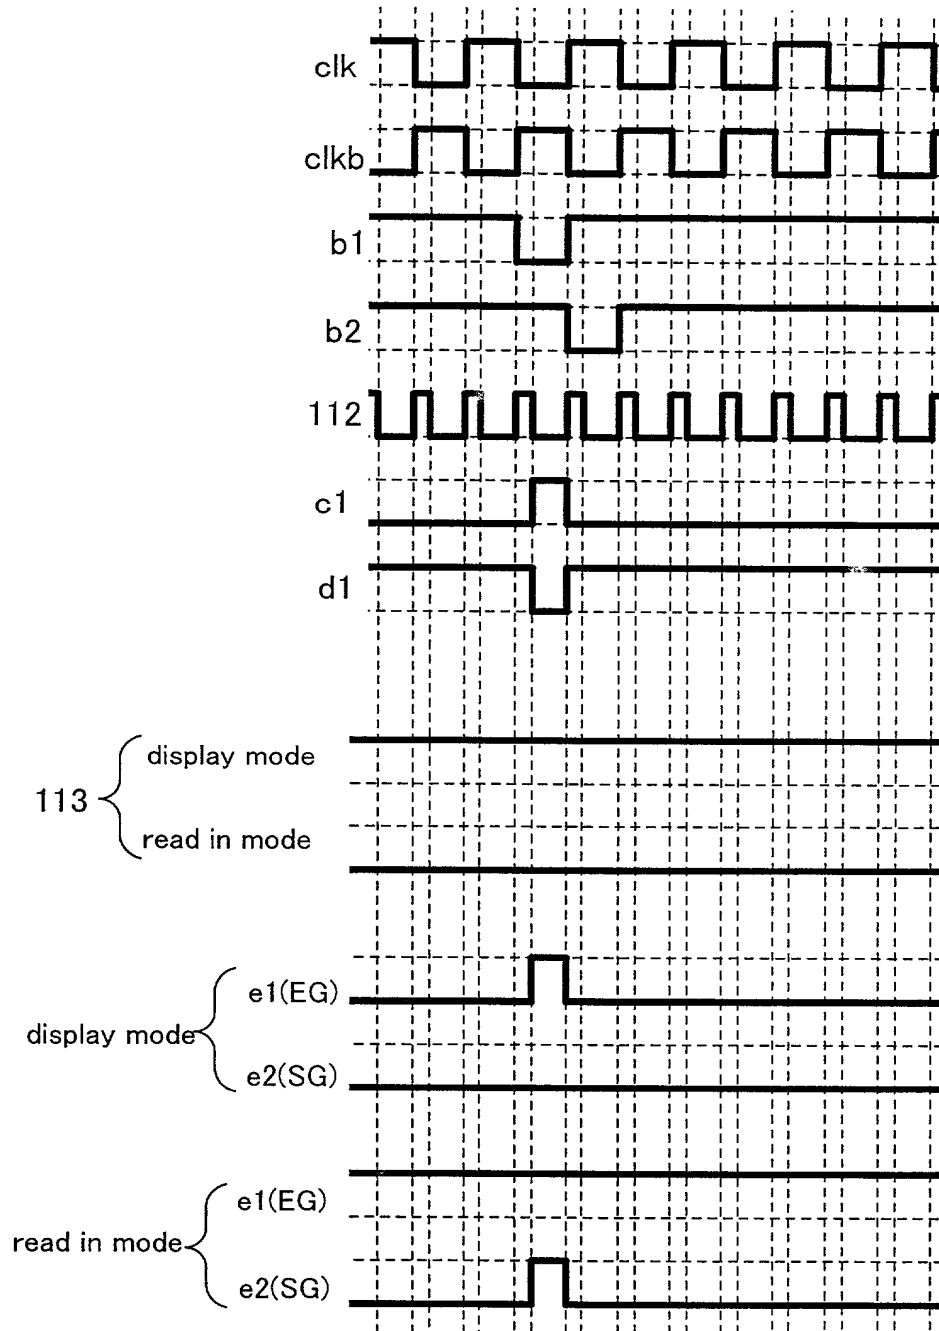 clk
clkb
b1
b2
112
c1
d1
display mode
113
read in mode
e1(EG)
display mode
e2(SG)
e1(EG)
read in mode
e2(SG)